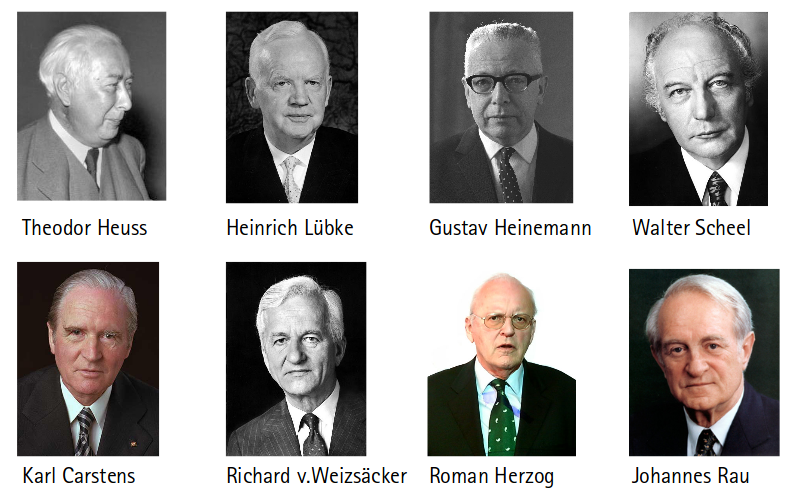 Theodor Heuss
Heinrich Lübke
Gustav Heinemann
Walter Scheel
Karl Carstens
Richard v.Weizsäcker
Roman Herzog
Johannes Rau